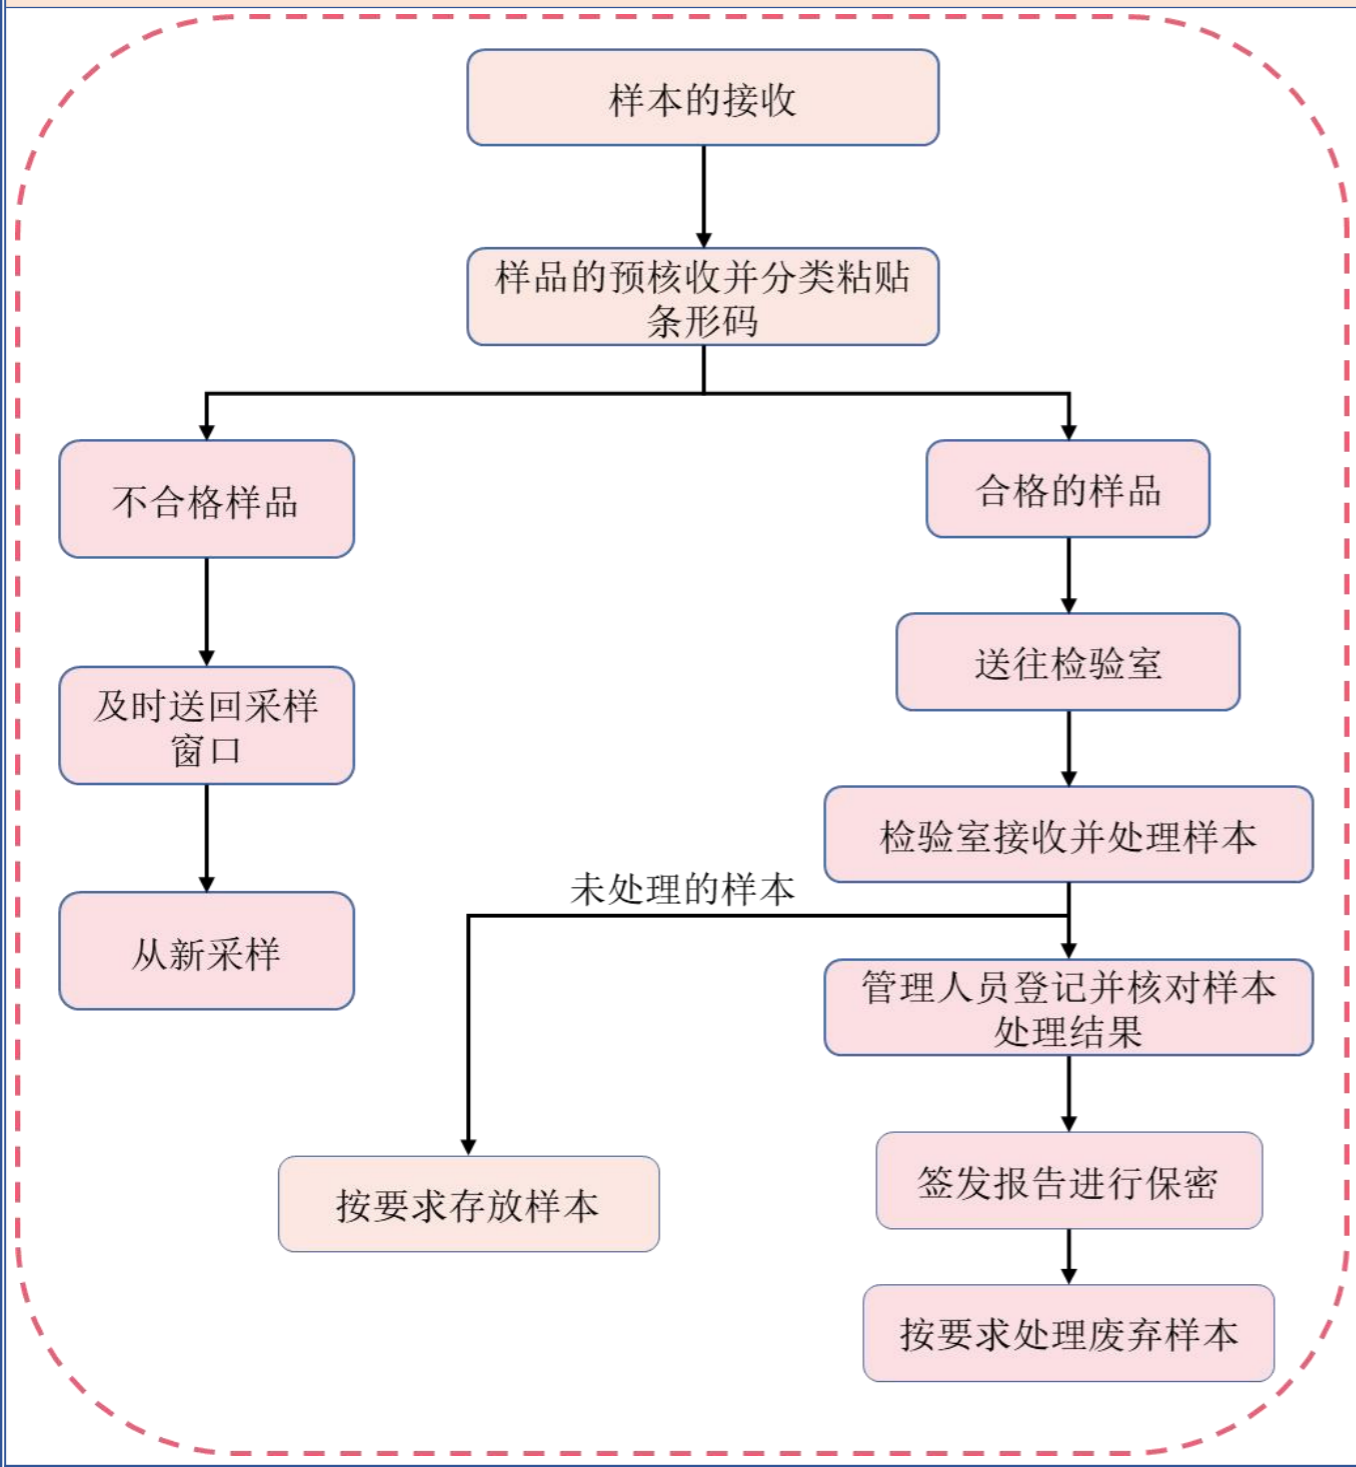 样本的接收
样品的预核收并分类粘贴
条形码
不合格样品
合格的样品
及时送回采样
窗口
送往检验室
检验室接收并处理样本
未处理的样本
从新采样
管理人员登记并核对样本
处理结果
按要求存放样本
签发报告进行保密
按要求处理废弃样本